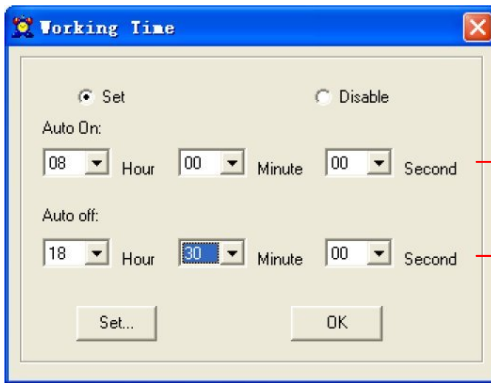 Working Time
Set Disable
Auto On:
08 Hour 00 Minute 00 Second
Auto off:
18 Hour 30 Minute 00 Second
Set... OK